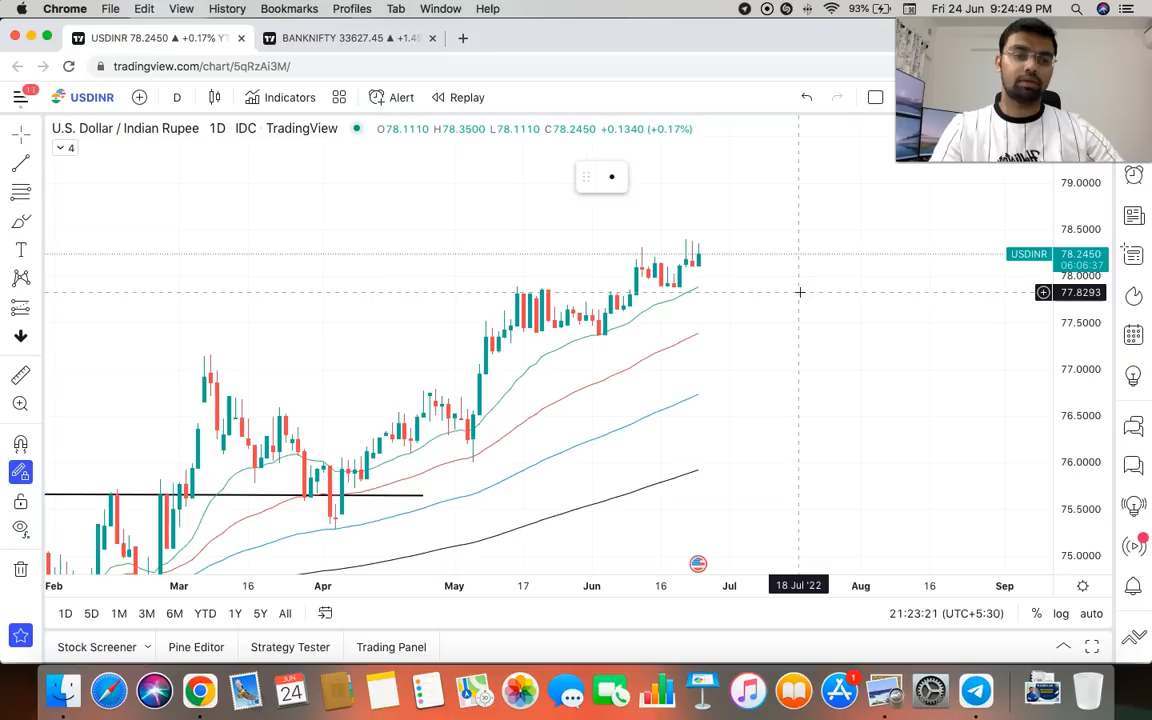 Chrome File Edit View History Bookmarks Profiles Tab Window Help 93% Fri 24 Jun 9:24:49 PM
USDINR 78.2450 ▲ +0.17% BANKNIFTY 33627.45 ▲
tradingview.com/chart/5qRzAi3M/
11
USDINR D Indicators Alert Replay
U.S. Dollar / Indian Rupee 1D IDC TradingView O78.1110 H78.3500 L78.1110 C78.2450 +0.1340 (+0.17%)
4
79.0000
78.5000
USDINR 78.2450
06:06:37
78.0000
77.8293
77.5000
77.0000
76.5000
76.0000
75.5000
75.0000
Feb Mar 16 Apr May 17 Jun 16 Jul 18 Jul '22 Aug 16 Sep
1D 5D 1M 3M 6M YTD 1Y 5Y All 21:23:21 (UTC+5:30) % log auto
Stock Screener Pine Editor Strategy Tester Trading Panel
JUN
24
1